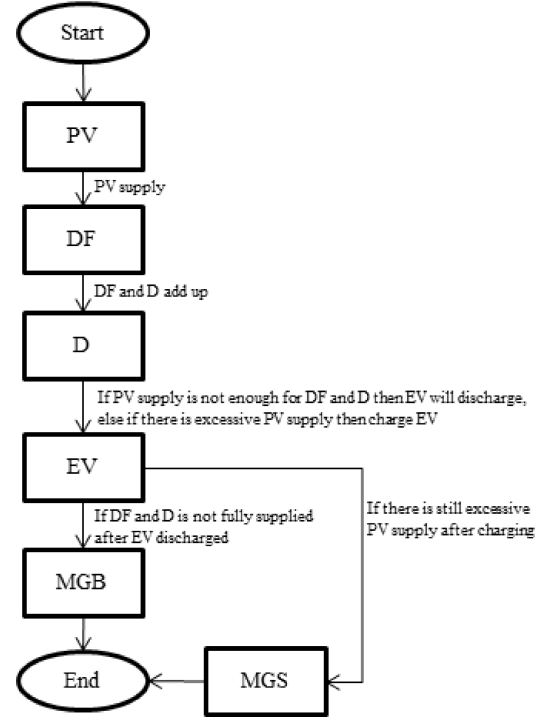 Start
PV
PV supply
DF
DF and D add up
D
If PV supply is not enough for DF and D then EV will discharge,
else if there is excessive PV supply then charge EV
EV
If DF and D is not fully supplied
after EV discharged
If there is still excessive
PV supply after charging
MGB
End
MGS